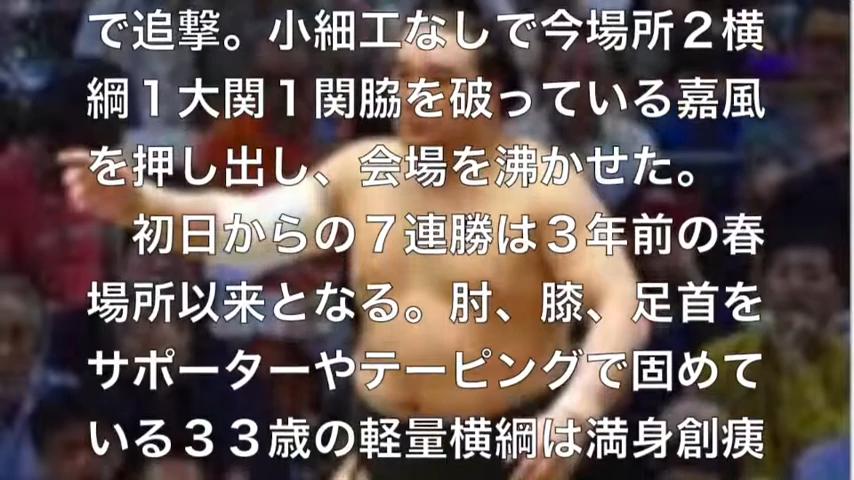 で追撃。小細工なしで今場所２横
綱１大関１関脇を破っている嘉風
を押し出し、会場を沸かせた。
　初日からの７連勝は３年前の春
場所以来となる。肘、膝、足首を
サポーターやテーピングで固めて
いる３３歳の軽量横綱は満身創痍